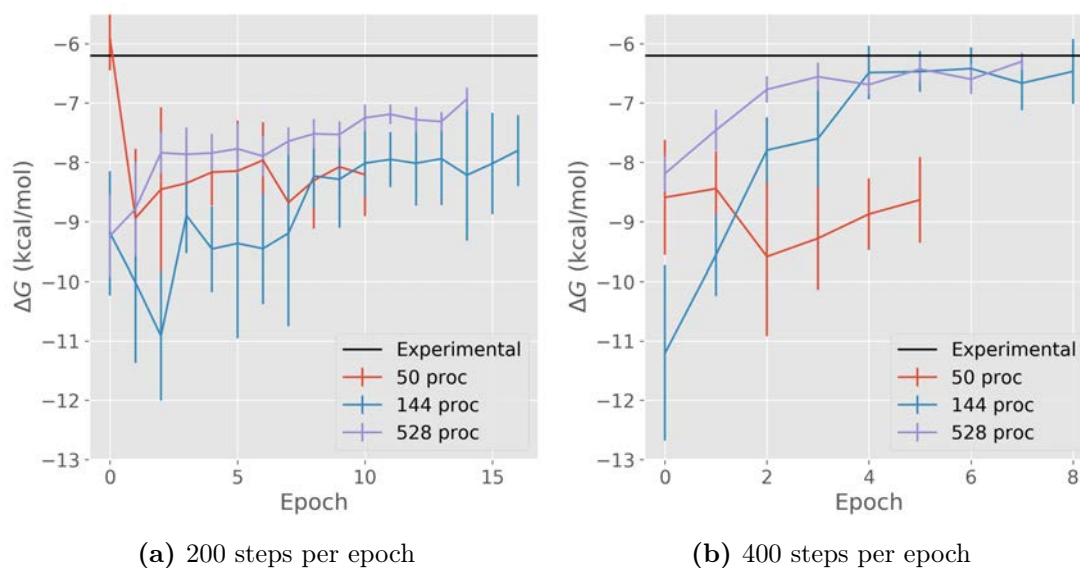 −6
−7
−8
−9
−10
−11
−12
−13
ΔG (kcal/mol)
0 5 10 15
Epoch
Experimental
50 proc
144 proc
528 proc
(a) 200 steps per epoch
−6
−7
−8
−9
−10
−11
−12
−13
ΔG (kcal/mol)
0 2 4 6 8
Epoch
Experimental
50 proc
144 proc
528 proc
(b) 400 steps per epoch